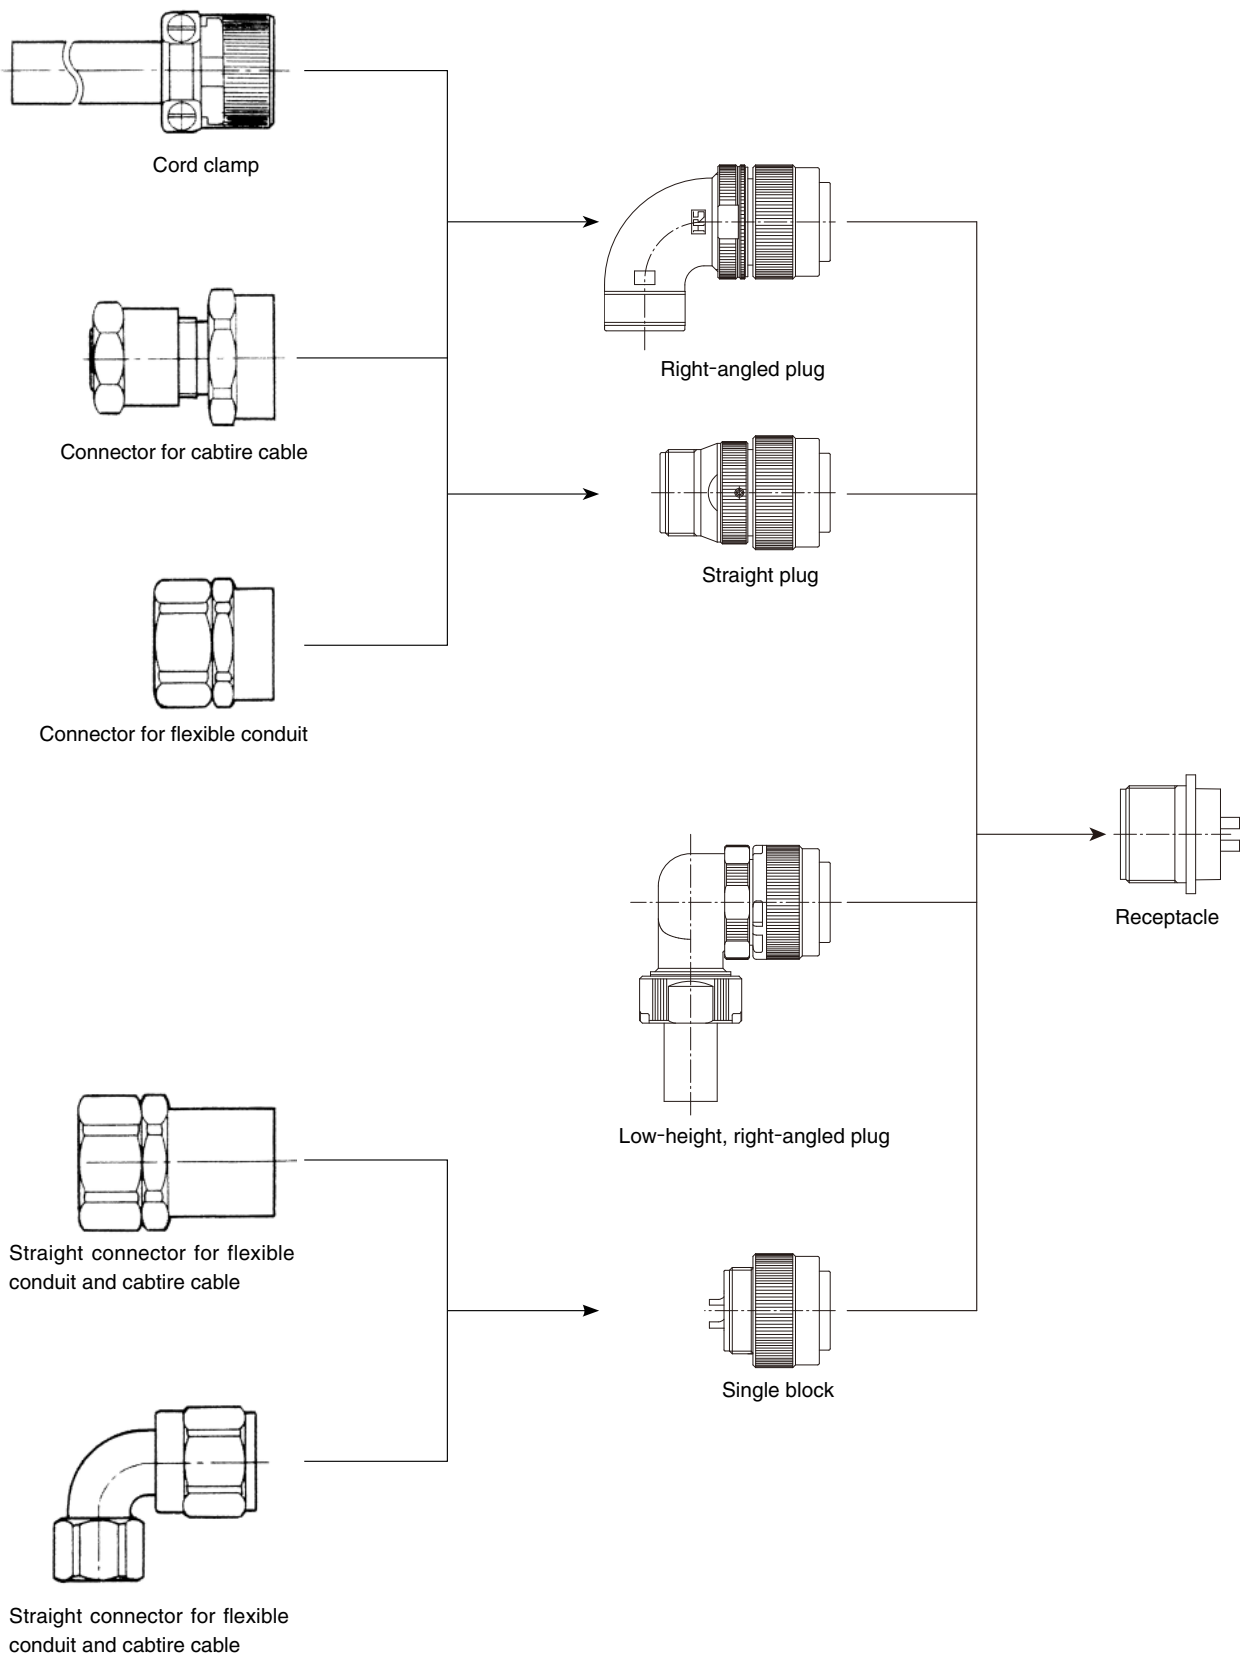 Cord clamp
HRS
Right-angled plug
Connector for cabtire cable
Straight plug
Connector for flexible conduit
Receptacle
Low-height, right-angled plug
Straight connector for flexible
conduit and cabtire cable
Single block
Straight connector for flexible
conduit and cabtire cable